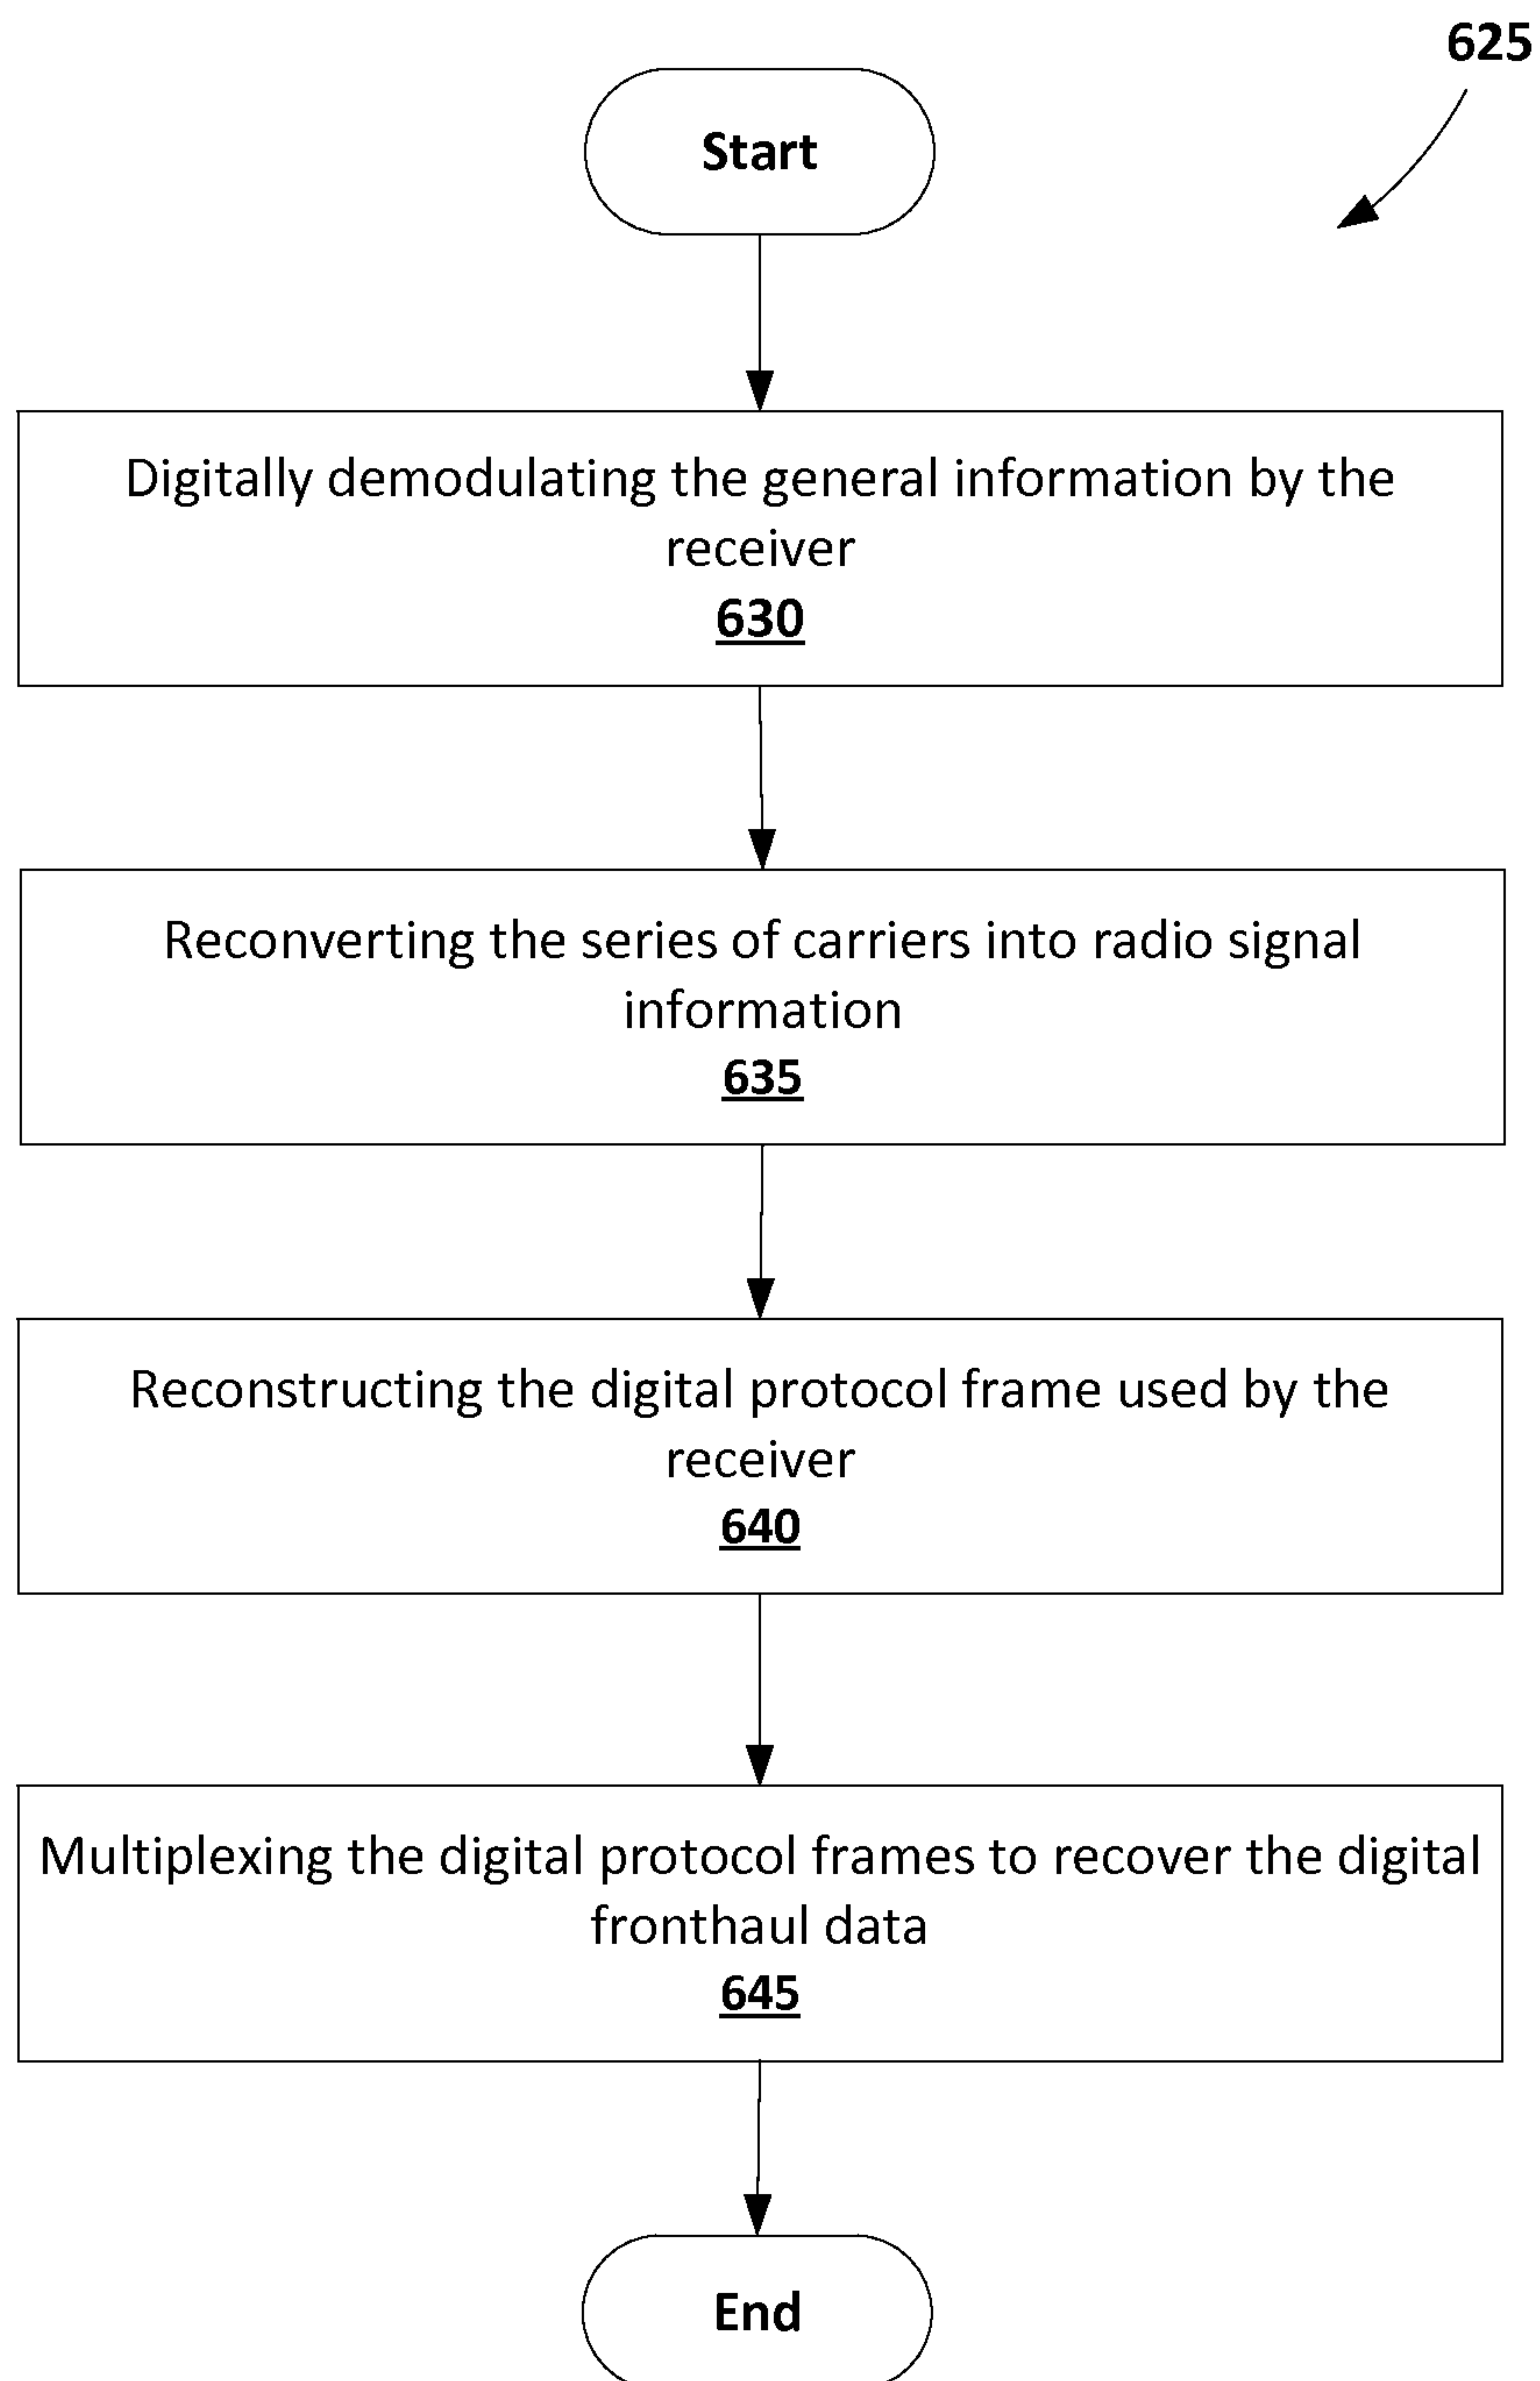 625
Start
Digitally demodulating the general information by the
receiver
630
Reconverting the series of carriers into radio signal
information
635
Reconstructing the digital protocol frame used by the
receiver
640
Multiplexing the digital protocol frames to recover the digital
fronthaul data
645
End